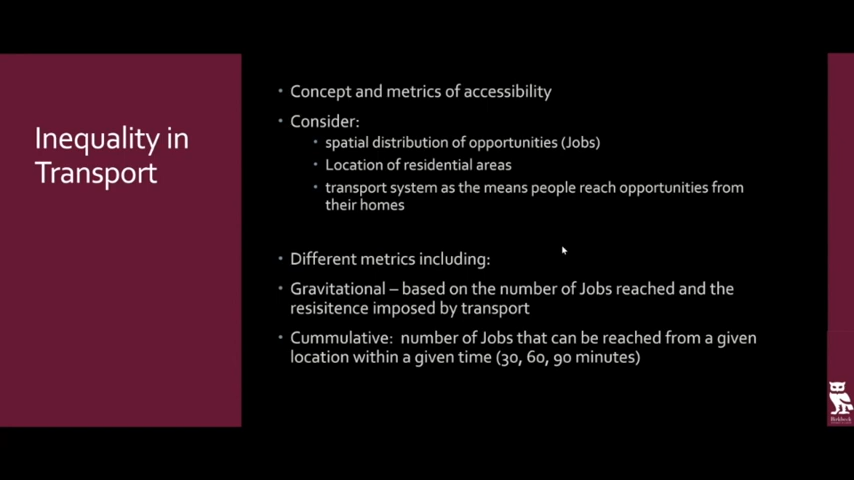 Inequality in
Transport
• Concept and metrics of accessibility
• Consider:
• spatial distribution of opportunities (Jobs)
• Location of residential areas
• transport system as the means people reach opportunities from
their homes
• Different metrics including:
• Gravitational – based on the number of Jobs reached and the
resisitence imposed by transport
• Cummulative: number of Jobs that can be reached from a given
location within a given time (30, 60, 90 minutes)
Birkbeck